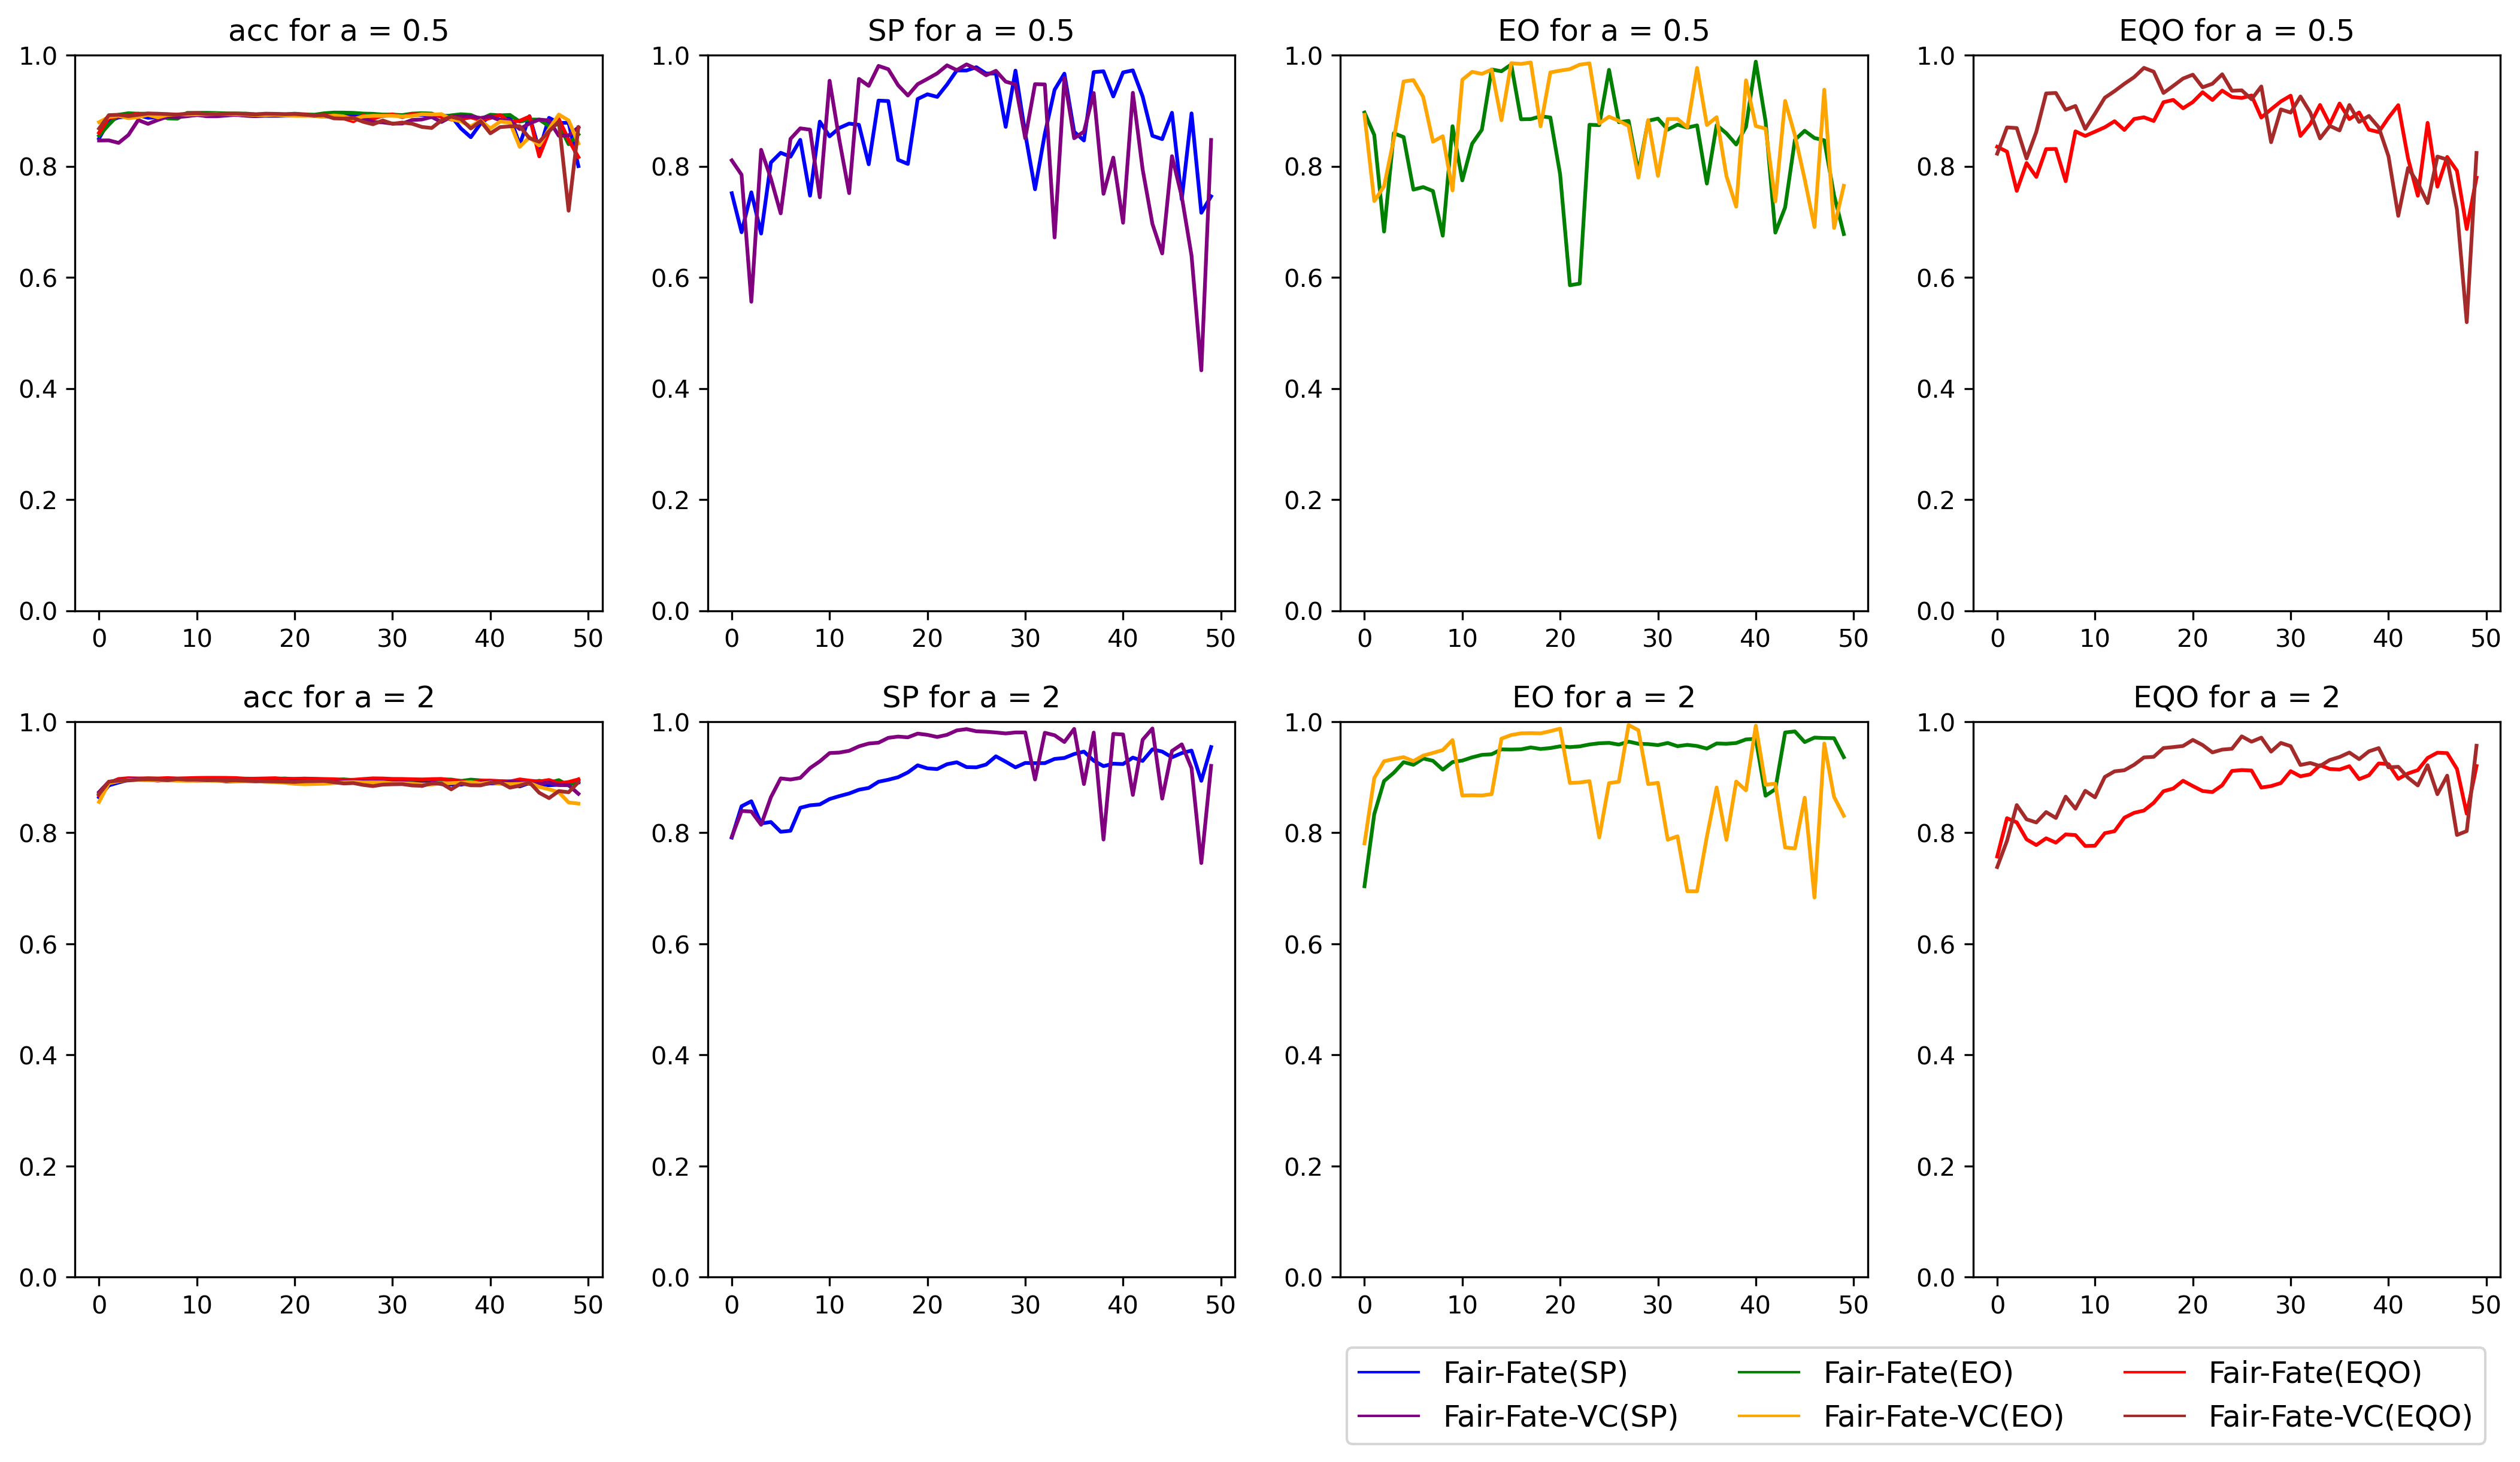 acc for a = 0.5
1.0
0.8
0.6
0.4
0.2
0.0
0 10 20 30 40 50
SP for a = 0.5
1.0
0.8
0.6
0.4
0.2
0.0
0 10 20 30 40 50
EO for a = 0.5
1.0
0.8
0.6
0.4
0.2
0.0
0 10 20 30 40 50
EQO for a = 0.5
1.0
0.8
0.6
0.4
0.2
0.0
0 10 20 30 40 50
acc for a = 2
1.0
0.8
0.6
0.4
0.2
0.0
0 10 20 30 40 50
SP for a = 2
1.0
0.8
0.6
0.4
0.2
0.0
0 10 20 30 40 50
EO for a = 2
1.0
0.8
0.6
0.4
0.2
0.0
0 10 20 30 40 50
EQO for a = 2
1.0
0.8
0.6
0.4
0.2
0.0
0 10 20 30 40 50
Fair-Fate(SP) Fair-Fate(EO) Fair-Fate(EQO)
Fair-Fate-VC(SP) Fair-Fate-VC(EO) Fair-Fate-VC(EQO)